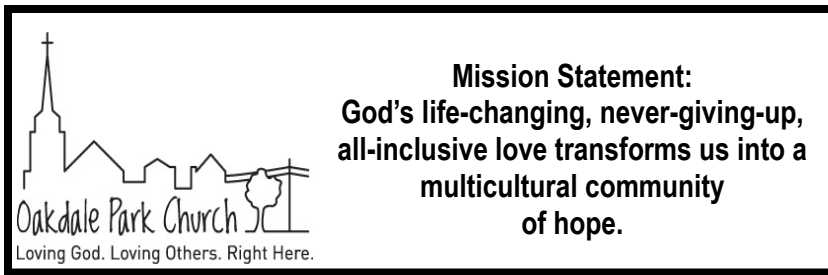 Oakdale Park Church
Loving God. Loving Others. Right Here.
Mission Statement:
God's life-changing, never-giving-up,
all-inclusive love transforms us into a
multicultural community
of hope.